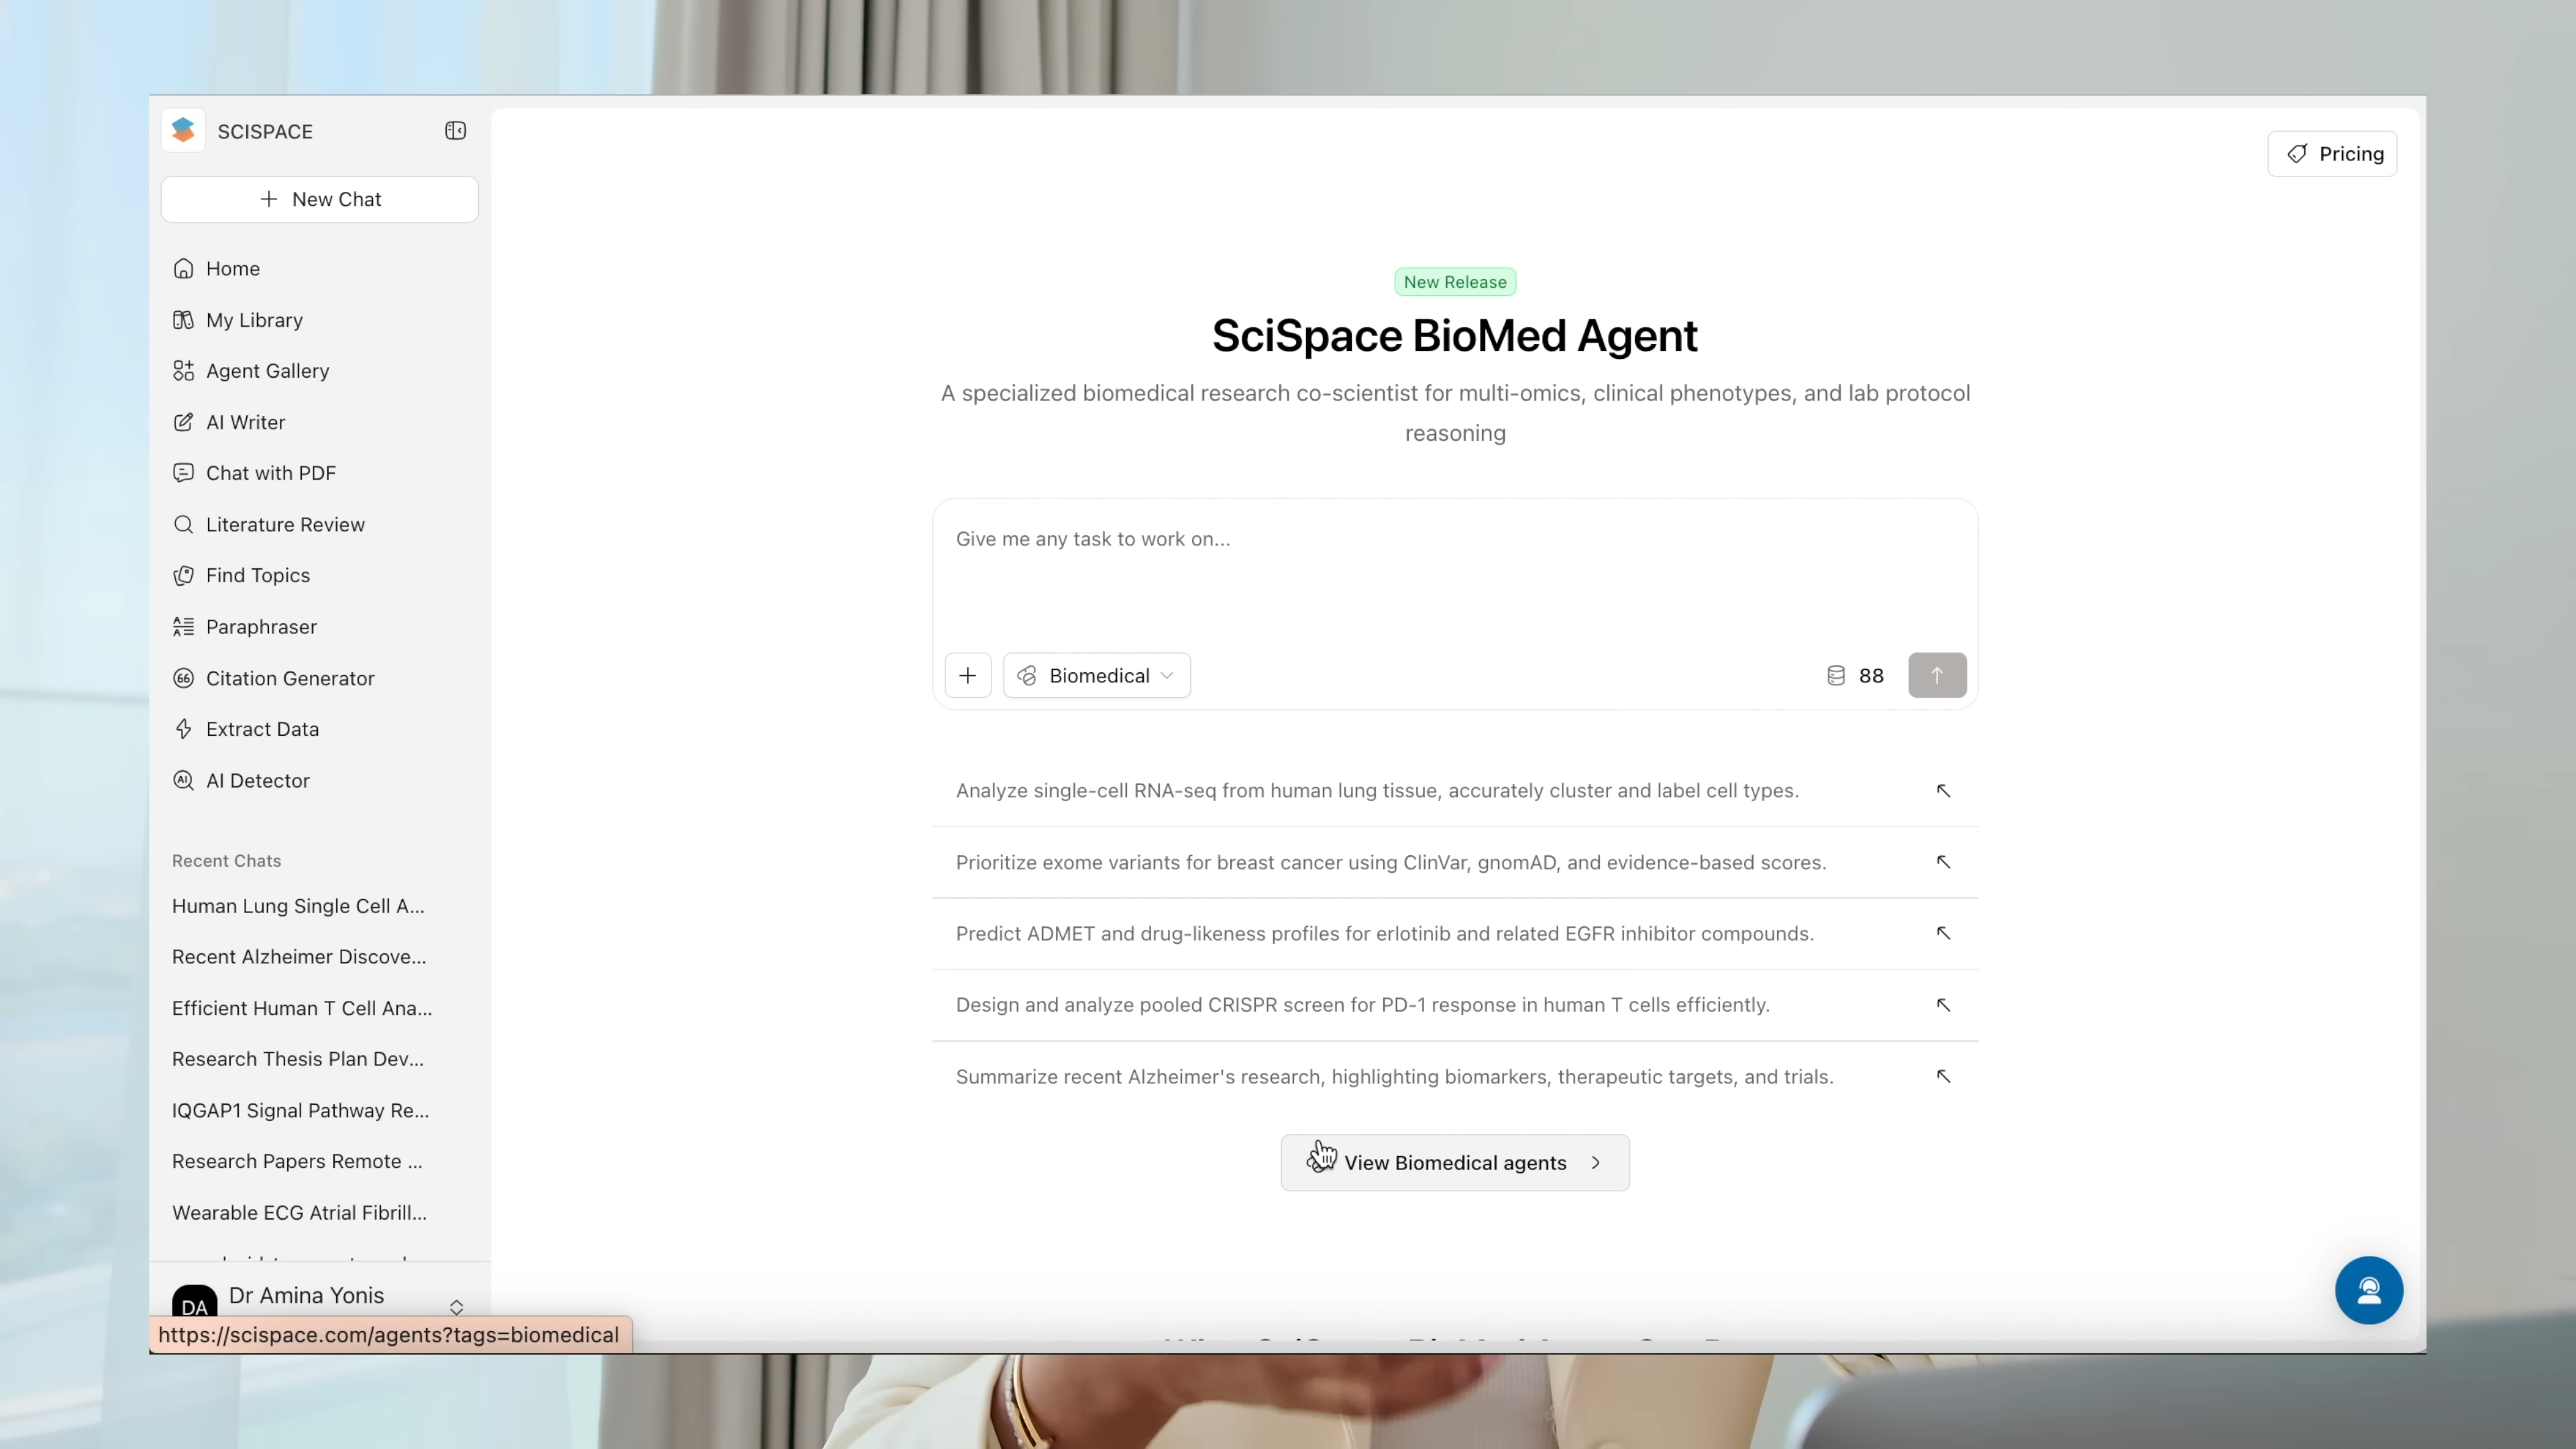 SCISPACE
New Chat
Home
My Library
Agent Gallery
AI Writer
Chat with PDF
Literature Review
Find Topics
Paraphraser
Citation Generator
Extract Data
AI Detector
Recent Chats
Human Lung Single Cell A...
Recent Alzheimer Discove...
Efficient Human T Cell Ana...
Research Thesis Plan Dev...
IQGAP1 Signal Pathway Re...
Research Papers Remote ...
Wearable ECG Atrial Fibrill...
DA
Dr Amina Yonis
https://scispace.com/agents?tags=biomedical
Pricing
New Release
SciSpace BioMed Agent
A specialized biomedical research co-scientist for multi-omics, clinical phenotypes, and lab protocol
reasoning
Give me any task to work on...
Biomedical
88
Analyze single-cell RNA-seq from human lung tissue, accurately cluster and label cell types.
Prioritize exome variants for breast cancer using ClinVar, gnomAD, and evidence-based scores.
Predict ADMET and drug-likeness profiles for erlotinib and related EGFR inhibitor compounds.
Design and analyze pooled CRISPR screen for PD-1 response in human T cells efficiently.
Summarize recent Alzheimer's research, highlighting biomarkers, therapeutic targets, and trials.
View Biomedical agents